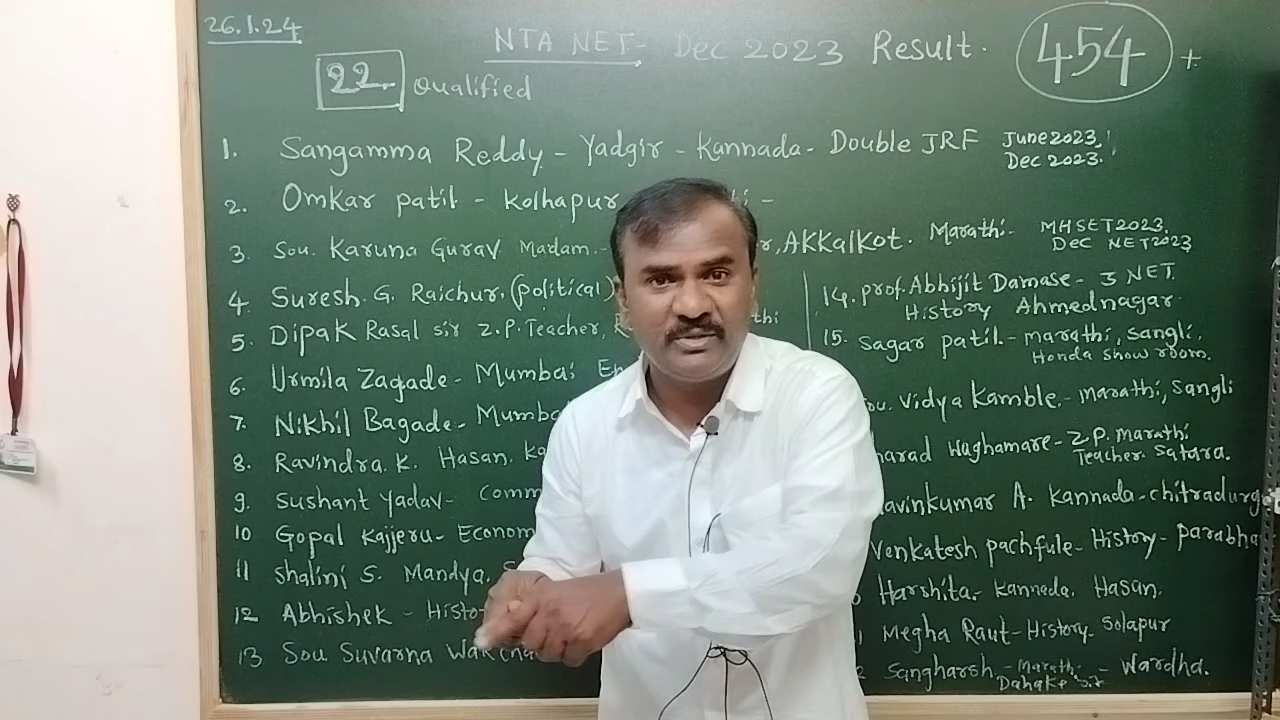 26.1.24
NTA NET- Dec 2023 Result.
454 +
22. Qualified
1. Sangamma Reddy - Yadgir - Kannada - Double JRF June 2023, Dec 2023.
2. Omkar patil - Kolhapur -
3. Sou. Karuna Gurav Madam. - AKKalkot. Marathi - MHSET 2023, Dec NET 2023
4 Suresh. G. Raichur. (political)
5. Dipak Rasal sir Z.P. Teacher,
6. Urmila Zagade - Mumbai
7. Nikhil Bagade - Mumbai
8. Ravindra. K. Hasan.
9. Sushant Yadav -
10 Gopal Kajjeru -
11 Shalini S. Mandya.
12 Abhishek -
13 Sou Suvarna
14. prof. Abhijit Damase - 3 NET.
History Ahmednagar.
15. Sagar patil. - marathi, Sangli,
Honda Show room.
Vidya Kamble. - marathi, Sangli
Waghamare - Z.P. Marathi
Teacher. Satara.
A. Kannada - chitradurga
Venkatesh pachfule - History -
Harshita. Kannada. Hasan.
Megha Raut - History - Solapur
Sangharsh - Marathi - Wardha.
Dahake Sir